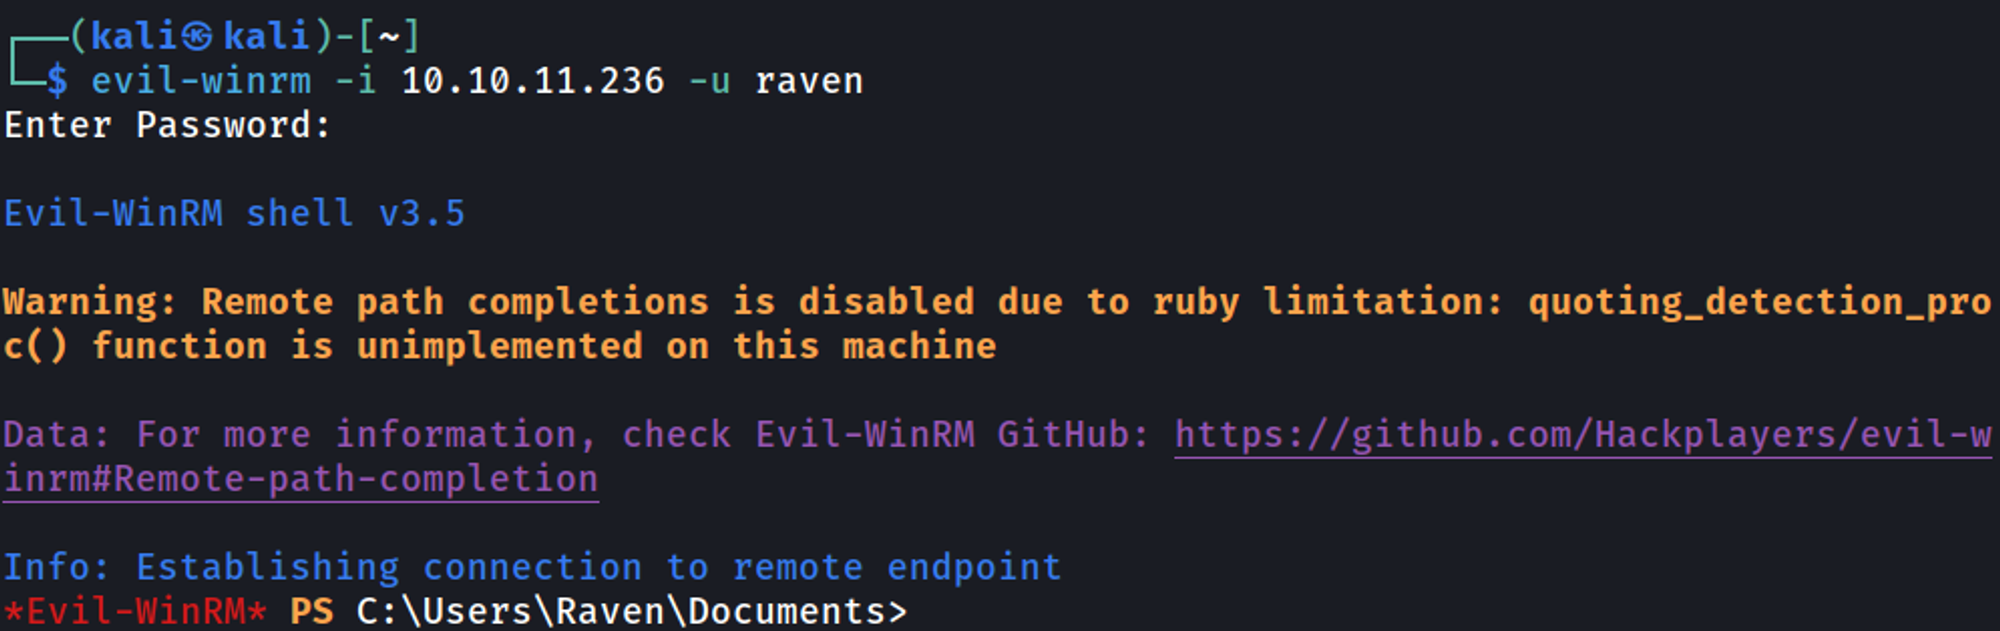 ┌──(kali㉿kali)-[~]
└─$ evil-winrm -i 10.10.11.236 -u raven
Enter Password:
Evil-WinRM shell v3.5
Warning: Remote path completions is disabled due to ruby limitation: quoting_detection_pro
c() function is unimplemented on this machine
Data: For more information, check Evil-WinRM GitHub: https://github.com/Hackplayers/evil-w
inrm#Remote-path-completion
Info: Establishing connection to remote endpoint
*Evil-WinRM* PS C:\Users\Raven\Documents>